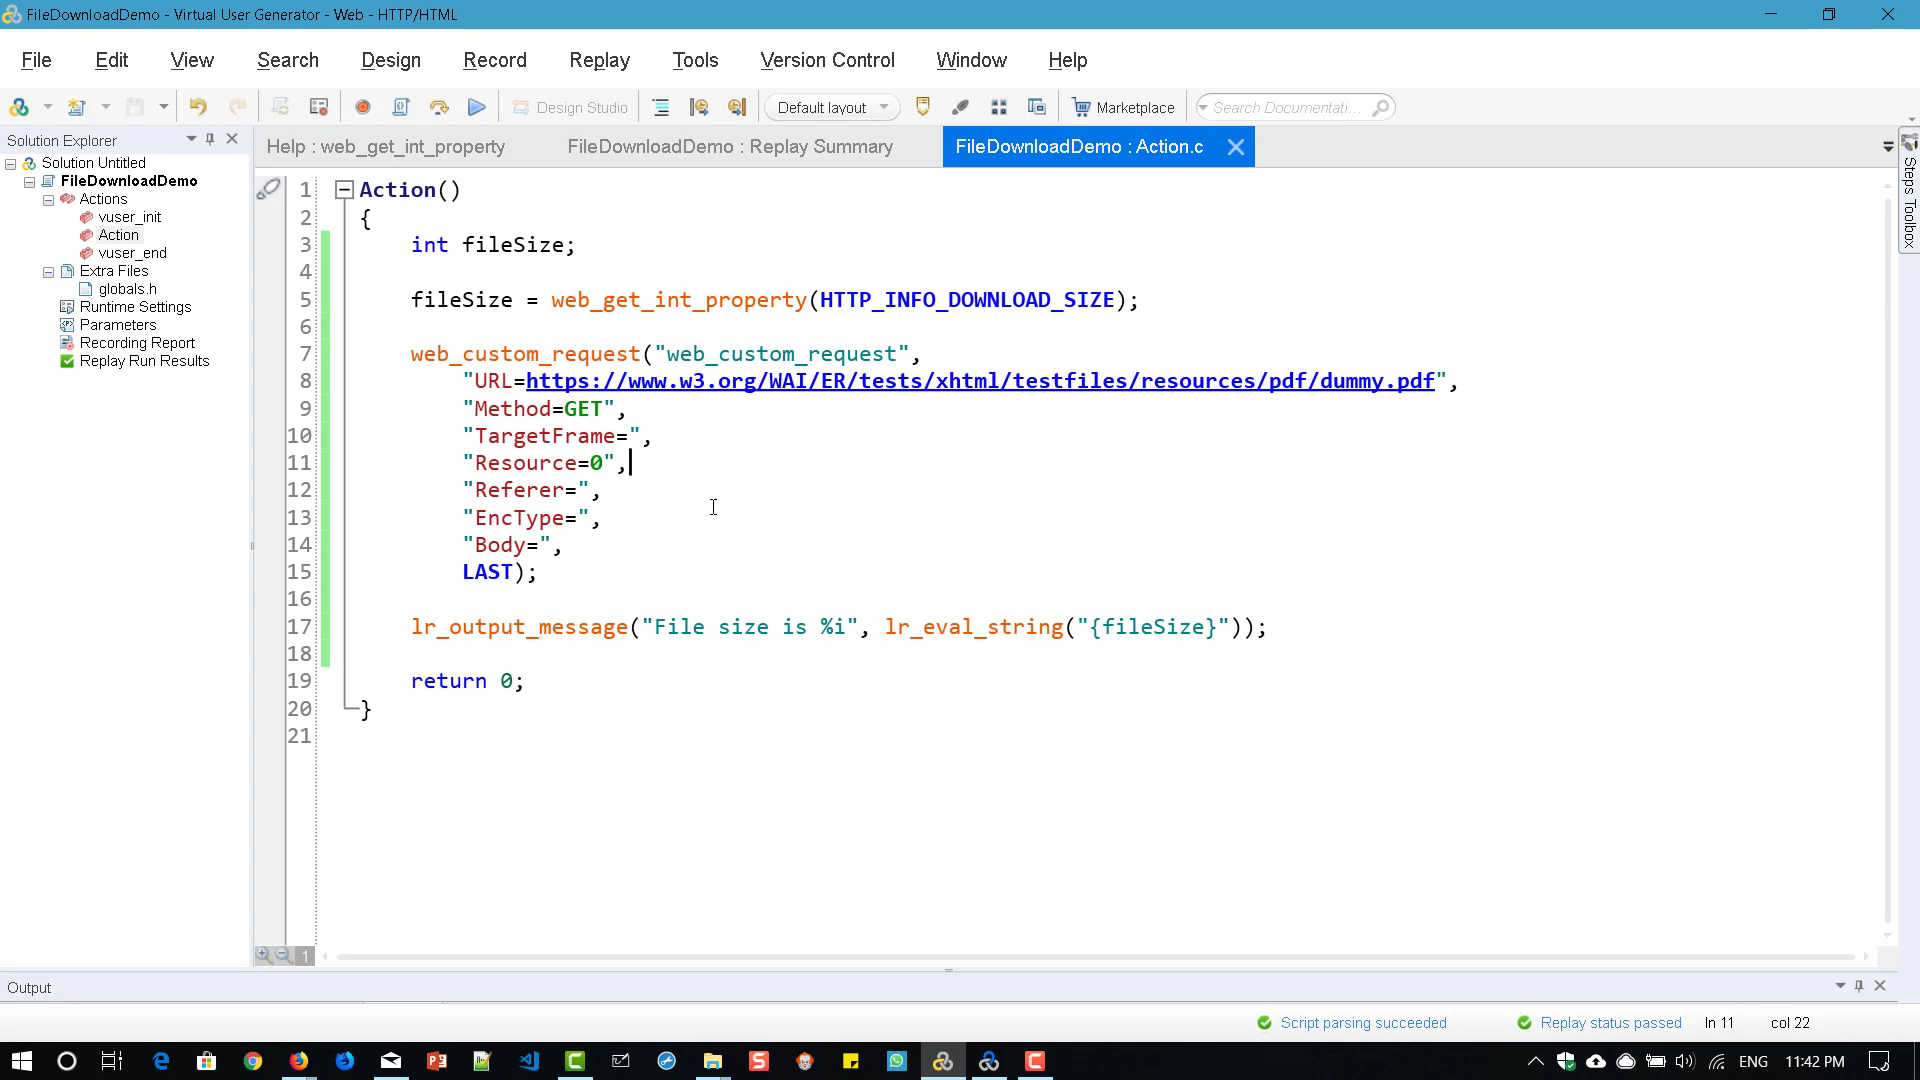 FileDownloadDemo - Virtual User Generator - Web - HTTP/HTML
File Edit View Search Design Record Replay Tools Version Control Window Help
Design Studio Default layout Marketplace Search Documentati...
Solution Explorer
Solution Untitled
FileDownloadDemo
Actions
vuser_init
Action
vuser_end
Extra Files
globals.h
Runtime Settings
Parameters
Recording Report
Replay Run Results
Help : web_get_int_property FileDownloadDemo : Replay Summary FileDownloadDemo : Action.c
1 Action()
2 {
3 int fileSize;
4
5 fileSize = web_get_int_property(HTTP_INFO_DOWNLOAD_SIZE);
6
7 web_custom_request("web_custom_request",
8 "URL=https://www.w3.org/WAI/ER/tests/xhtml/testfiles/resources/pdf/dummy.pdf",
9 "Method=GET",
10 "TargetFrame=",
11 "Resource=0",
12 "Referer=",
13 "EncType=",
14 "Body=",
15 LAST);
16
17 lr_output_message("File size is %i", lr_eval_string("{fileSize}"));
18
19 return 0;
20 }
21
1
Steps Toolbox
Output
Script parsing succeeded Replay status passed ln 11 col 22
ENG 11:42 PM